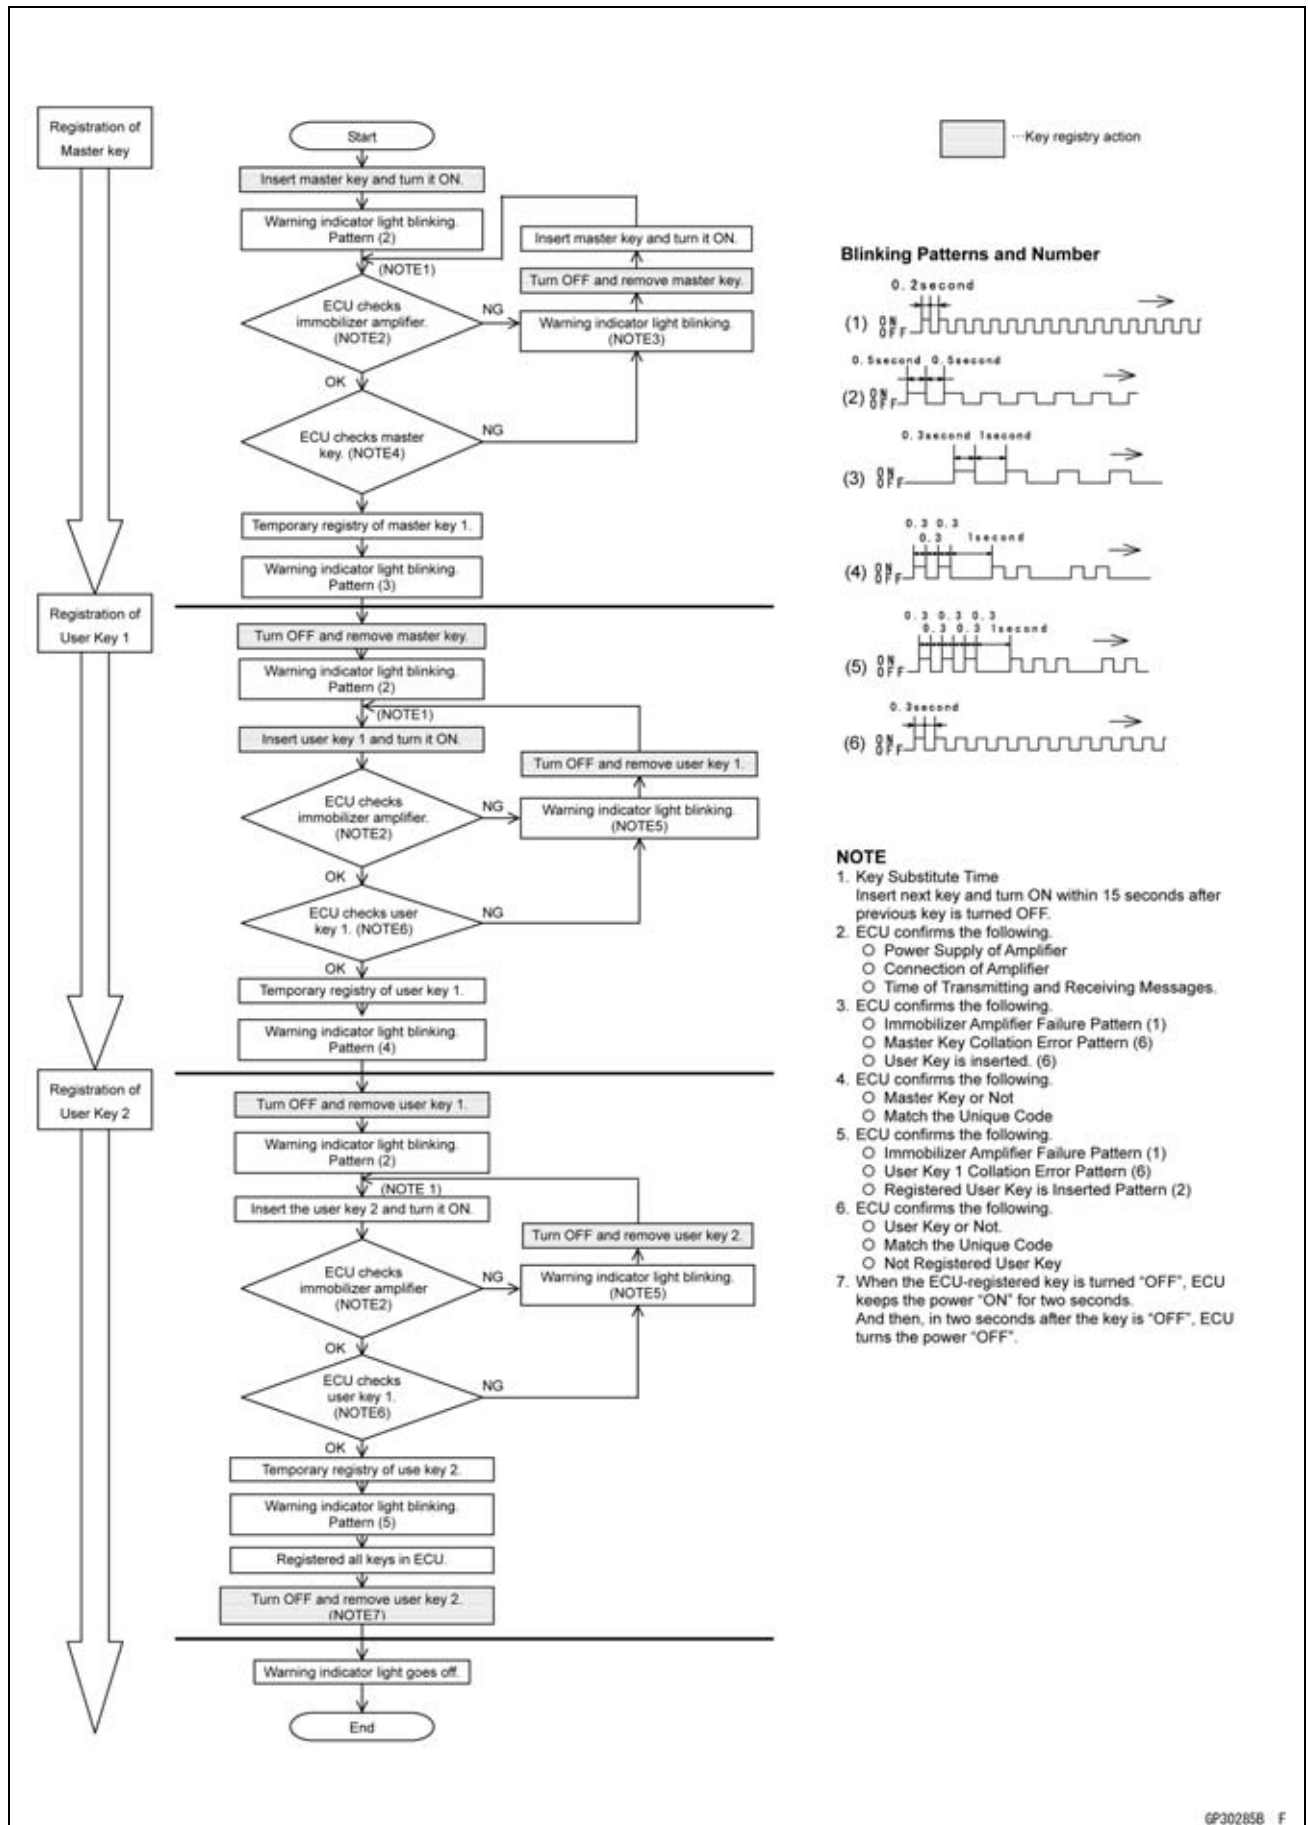 Registration of
Master key
Start
Insert master key and turn it ON.
Warning indicator light blinking.
Pattern (2)
(NOTE1)
ECU checks
immobilizer amplifier.
(NOTE2)
NG
Insert master key and turn it ON.
Turn OFF and remove master key.
Warning indicator light blinking.
(NOTE3)
OK
ECU checks master
key. (NOTE4)
NG
Temporary registry of master key 1.
Warning indicator light blinking.
Pattern (3)
Registration of
User Key 1
Turn OFF and remove master key.
Warning indicator light blinking.
Pattern (2)
(NOTE1)
Insert user key 1 and turn it ON.
ECU checks
immobilizer amplifier.
(NOTE2)
NG
Turn OFF and remove user key 1.
Warning indicator light blinking.
(NOTE5)
OK
ECU checks user
key 1. (NOTE6)
NG
OK
Temporary registry of user key 1.
Warning indicator light blinking.
Pattern (4)
Registration of
User Key 2
Turn OFF and remove user key 1.
Warning indicator light blinking.
Pattern (2)
(NOTE 1)
Insert the user key 2 and turn it ON.
ECU checks
immobilizer amplifier
(NOTE2)
NG
Turn OFF and remove user key 2.
Warning indicator light blinking.
(NOTE5)
OK
ECU checks
user key 1.
(NOTE6)
NG
OK
Temporary registry of use key 2.
Warning indicator light blinking.
Pattern (5)
Registered all keys in ECU.
Turn OFF and remove user key 2.
(NOTE7)
Warning indicator light goes off.
End
···Key registry action
Blinking Patterns and Number
0.2second
(1) ON
OFF
0.5second 0.5second
(2) ON
OFF
0.3second 1second
(3) ON
OFF
0.3 0.3
0.3 1second
(4) ON
OFF
0.3 0.3 0.3
0.3 0.3 1second
(5) ON
OFF
0.3second
(6) ON
OFF
NOTE
1. Key Substitute Time
Insert next key and turn ON within 15 seconds after
previous key is turned OFF.
2. ECU confirms the following.
○ Power Supply of Amplifier
○ Connection of Amplifier
○ Time of Transmitting and Receiving Messages.
3. ECU confirms the following.
○ Immobilizer Amplifier Failure Pattern (1)
○ Master Key Collation Error Pattern (6)
○ User Key is inserted. (6)
4. ECU confirms the following.
○ Master Key or Not
○ Match the Unique Code
5. ECU confirms the following.
○ Immobilizer Amplifier Failure Pattern (1)
○ User Key 1 Collation Error Pattern (6)
○ Registered User Key is Inserted Pattern (2)
6. ECU confirms the following.
○ User Key or Not.
○ Match the Unique Code
○ Not Registered User Key
7. When the ECU-registered key is turned “OFF”, ECU
keeps the power “ON” for two seconds.
And then, in two seconds after the key is “OFF”, ECU
turns the power “OFF”.
GP30285B F